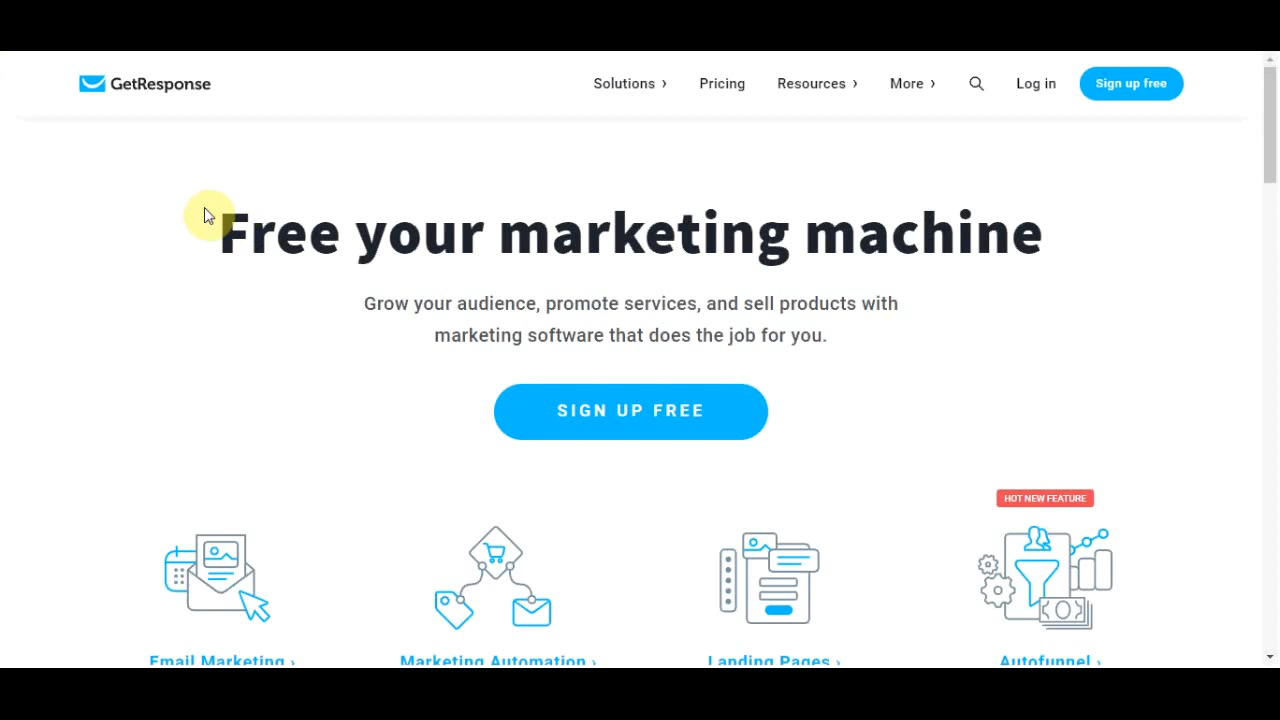 GetResponse
Solutions ›
Pricing
Resources ›
More ›
Log in
Sign up free
Free your marketing machine
Grow your audience, promote services, and sell products with
marketing software that does the job for you.
SIGN UP FREE
HOT NEW FEATURE
Email Marketing ›
Marketing Automation ›
Landing Pages ›
Autofunnel ›